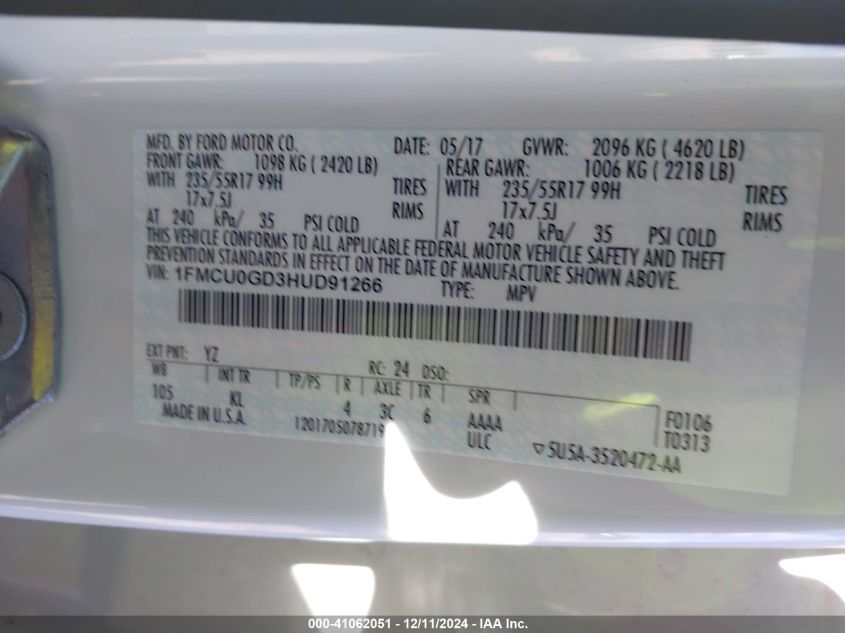 MFD. BY FORD MOTOR CO. DATE: 05/17 GVWR: 2096 KG ( 4620 LB)
FRONT GAWR: 1098 KG ( 2420 LB) REAR GAWR: 1006 KG ( 2218 LB)
WITH 235/55R17 99H TIRES WITH 235/55R17 99H TIRES
17x7.5J RIMS 17x7.5J RIMS
AT 240 kPa/ 35 PSI COLD AT 240 kPa/ 35 PSI COLD
THIS VEHICLE CONFORMS TO ALL APPLICABLE FEDERAL MOTOR VEHICLE SAFETY AND THEFT
PREVENTION STANDARDS IN EFFECT ON THE DATE OF MANUFACTURE SHOWN ABOVE.
VIN: 1FMCU0GD3HUD91266 TYPE: MPV
EXT PNT: YZ RC: 24 DSO:
WB INT TR TP/PS R AXLE TR SPR
105 KL 4 3C 6 AAAA F0106
MADE IN U.S.A. 120170507871 ULC T0313
▽5U5A-3520472-AA
000-41062051 - 12/11/2024 - IAA Inc.